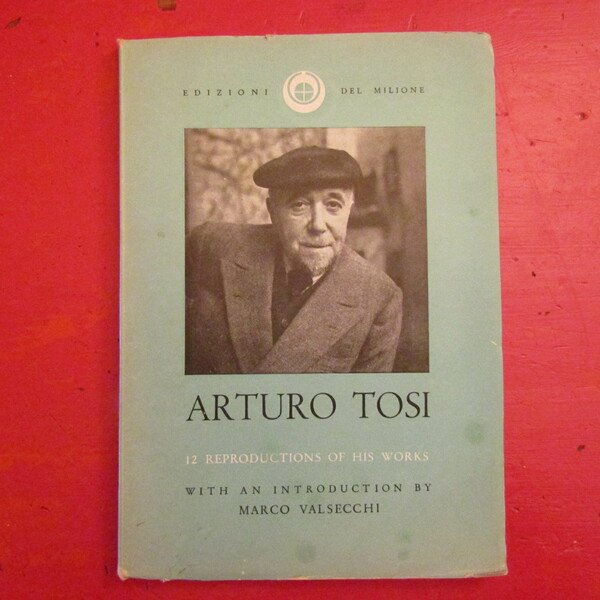 EDIZIONI DEL MILIONE
ARTURO TOSI
12 REPRODUCTIONS OF HIS WORKS
WITH AN INTRODUCTION BY
MARCO VALSECCHI